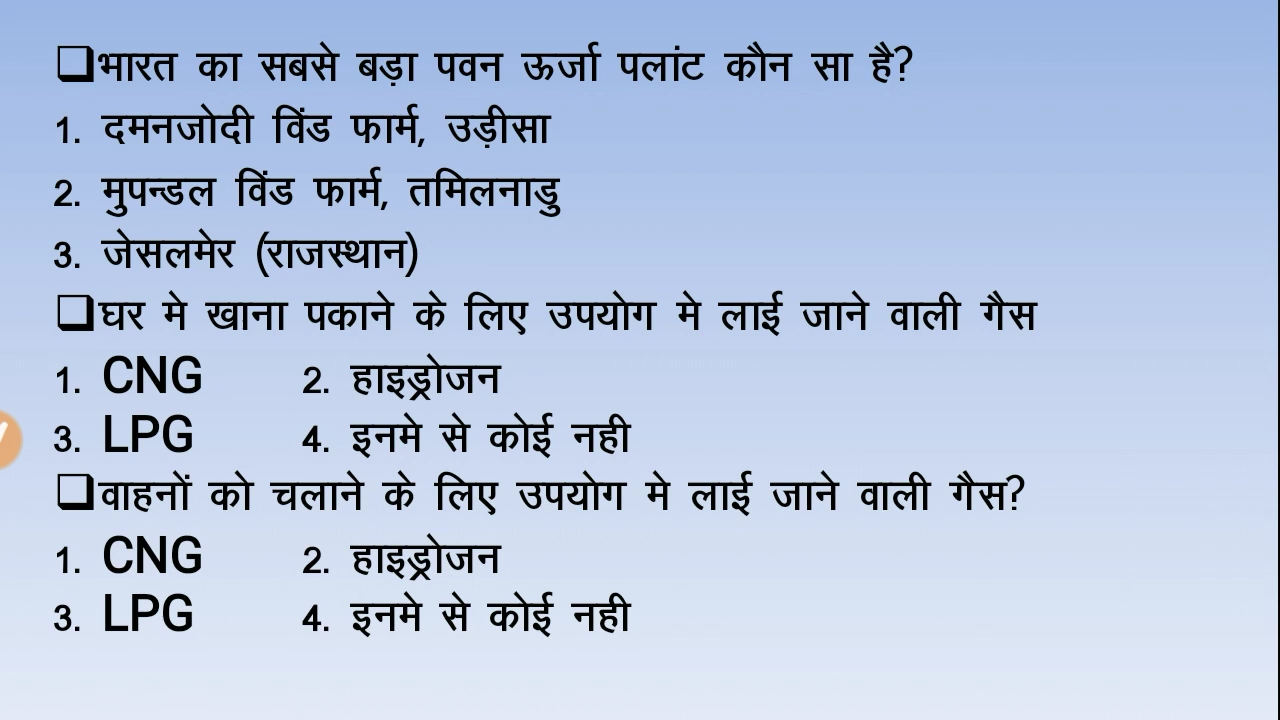 ❑भारत का सबसे बड़ा पवन ऊर्जा पलांट कौन सा है?
1. दमनजोदी विंड फार्म, उड़ीसा
2. मुपन्डल विंड फार्म, तमिलनाडु
3. जेसलमेर (राजस्थान)
❑घर मे खाना पकाने के लिए उपयोग मे लाई जाने वाली गैस
1. CNG 2. हाइड्रोजन
3. LPG 4. इनमे से कोई नही
❑वाहनों को चलाने के लिए उपयोग मे लाई जाने वाली गैस?
1. CNG 2. हाइड्रोजन
3. LPG 4. इनमे से कोई नही